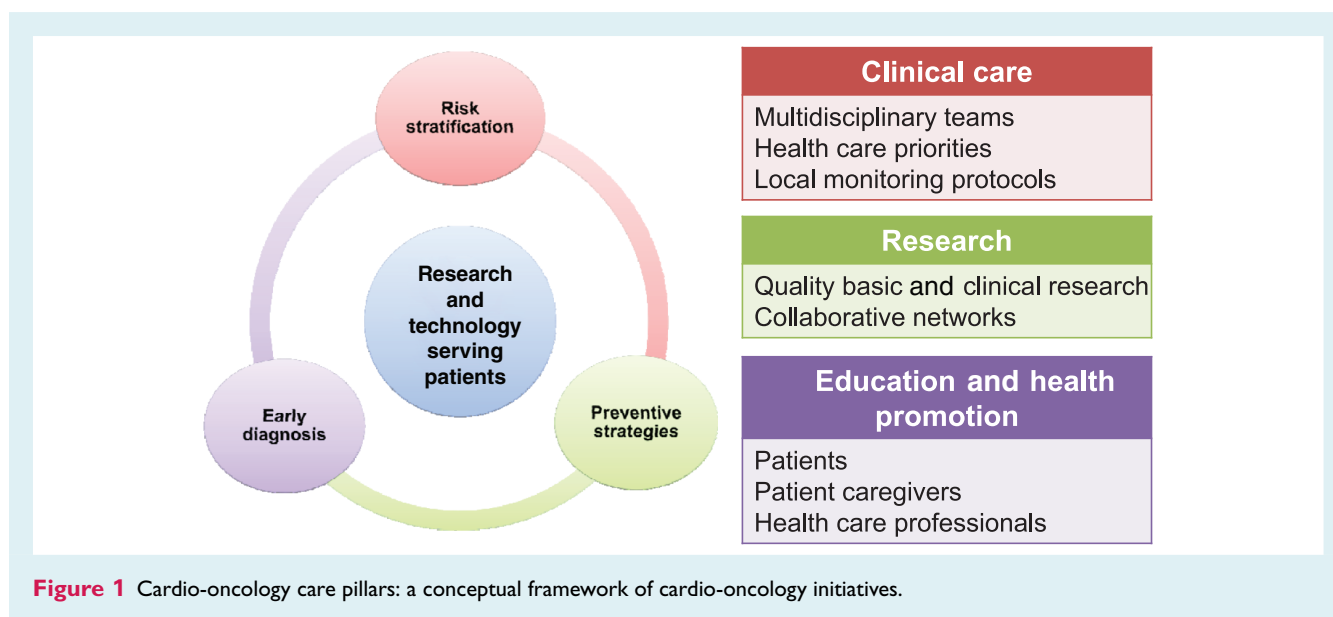 Risk
stratification
Research
and
technology
serving
patients
Early
diagnosis
Preventive
strategies
Clinical care
Multidisciplinary teams
Health care priorities
Local monitoring protocols
Research
Quality basic and clinical research
Collaborative networks
Education and health
promotion
Patients
Patient caregivers
Health care professionals
Figure 1 Cardio-oncology care pillars: a conceptual framework of cardio-oncology initiatives.